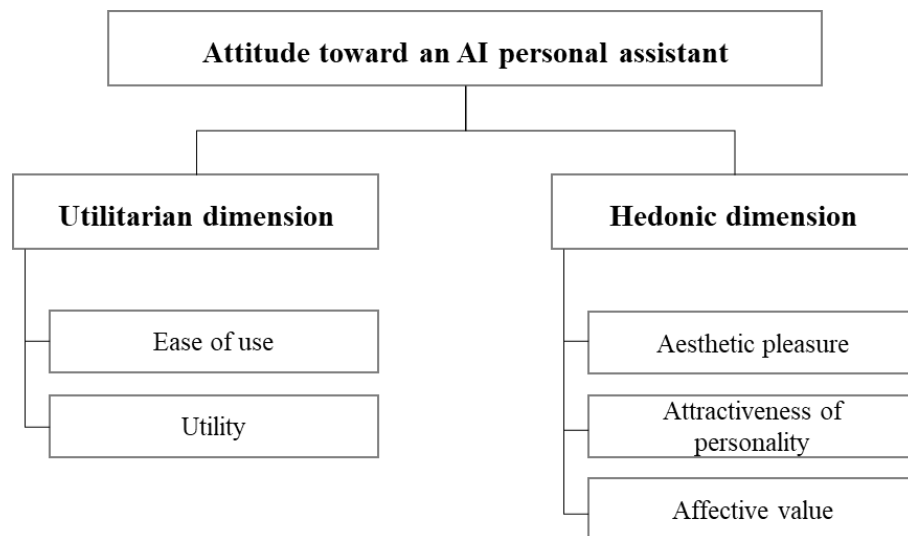 Attitude toward an AI personal assistant
Utilitarian dimension
Ease of use
Utility
Hedonic dimension
Aesthetic pleasure
Attractiveness of
personality
Affective value